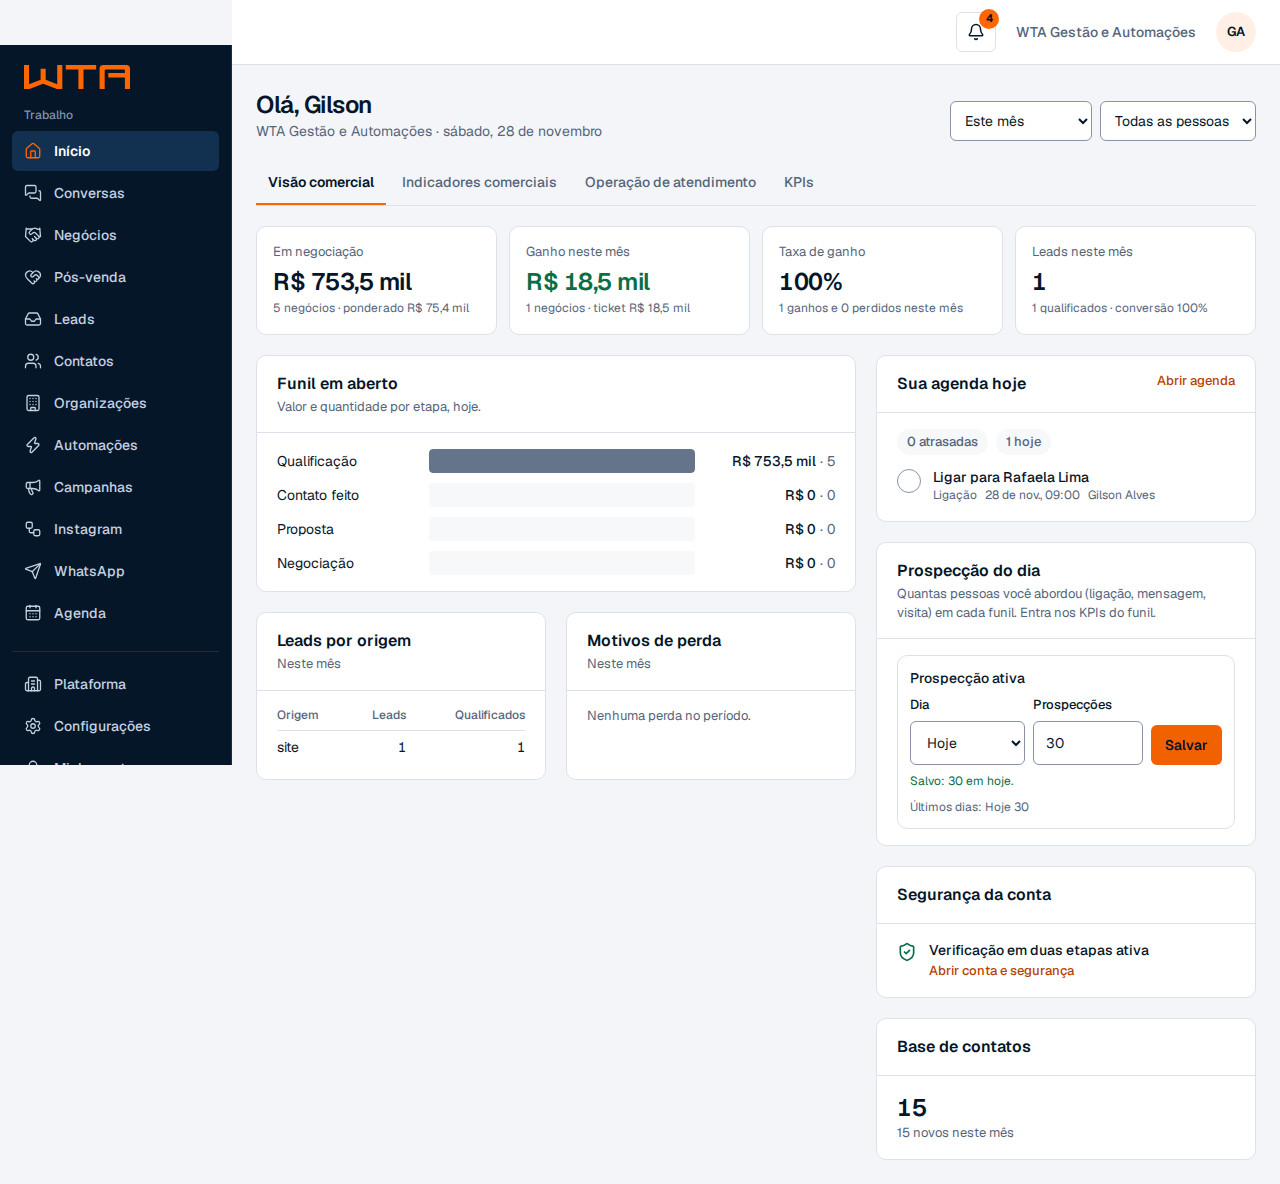 4
WTA Gestão e Automações
GA
WTA
Trabalho
Início
Conversas
Negócios
Pós-venda
Leads
Contatos
Organizações
Automações
Campanhas
Instagram
WhatsApp
Agenda
Plataforma
Configurações
Olá, Gilson
WTA Gestão e Automações · sábado, 28 de novembro
Este mês
Todas as pessoas
Visão comercial
Indicadores comerciais
Operação de atendimento
KPIs
Em negociação
R$ 753,5 mil
5 negócios · ponderado R$ 75,4 mil
Ganho neste mês
R$ 18,5 mil
1 negócios · ticket R$ 18,5 mil
Taxa de ganho
100%
1 ganhos e 0 perdidos neste mês
Leads neste mês
1
1 qualificados · conversão 100%
Funil em aberto
Valor e quantidade por etapa, hoje.
Qualificação R$ 753,5 mil · 5
Contato feito R$ 0 · 0
Proposta R$ 0 · 0
Negociação R$ 0 · 0
Leads por origem
Neste mês
Origem Leads Qualificados
site 1 1
Motivos de perda
Neste mês
Nenhuma perda no período.
Sua agenda hoje
Abrir agenda
0 atrasadas
1 hoje
Ligar para Rafaela Lima
Ligação 28 de nov., 09:00 Gilson Alves
Prospecção do dia
Quantas pessoas você abordou (ligação, mensagem,
visita) em cada funil. Entra nos KPIs do funil.
Prospecção ativa
Dia Prospecções
Hoje 30 Salvar
Salvo: 30 em hoje.
Últimos dias: Hoje 30
Segurança da conta
Verificação em duas etapas ativa
Abrir conta e segurança
Base de contatos
15
15 novos neste mês